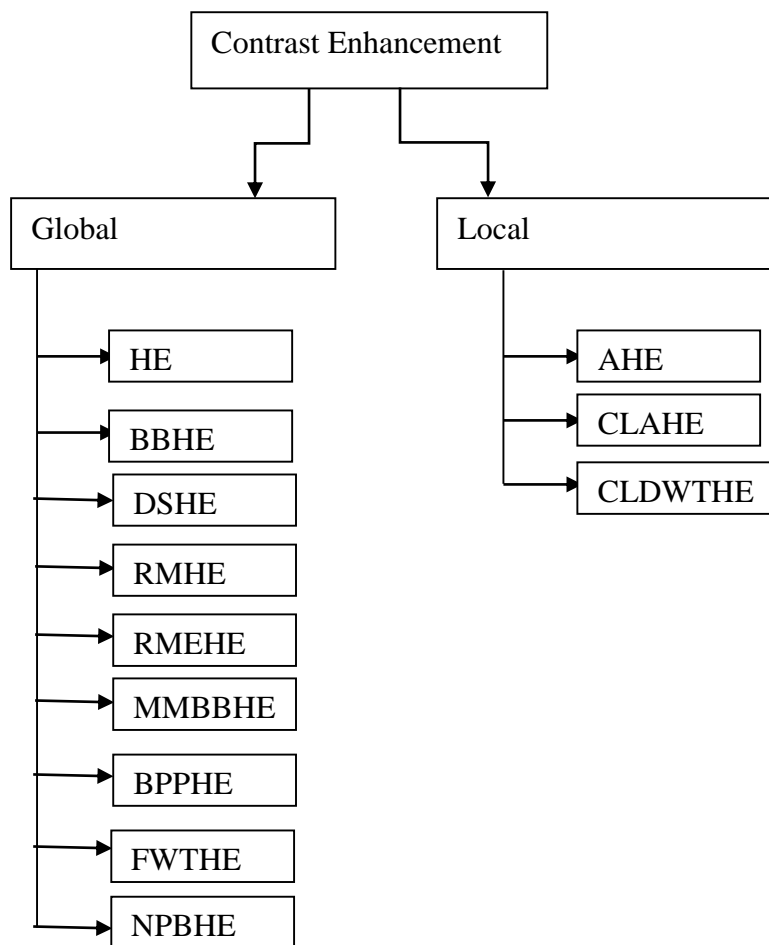 Contrast Enhancement
Global
Local
HE
BBHE
DSHE
RMHE
RMEHE
MMBBHE
BPPHE
FWTHE
NPBHE
AHE
CLAHE
CLDWTHE